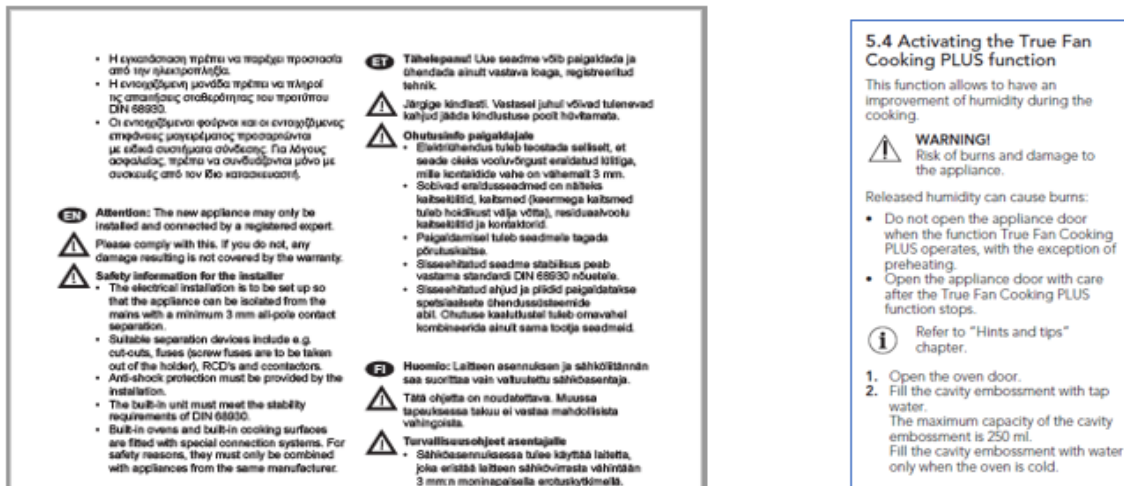 • Η εγκατάσταση πρέπει να παρέχει προστασία
από την ηλεκτροπληξία.
• Η εντοιχιζόμενη μονάδα πρέπει να πληροί
τις απαιτήσεις σταθερότητας του προτύπου
DIN 68930.
• Οι εντοιχιζόμενοι φούρνοι και οι εντοιχιζόμενες
επιφάνειες μαγειρέματος προσαρμώνται
με ειδικά συστήματα σύνδεσης. Για λόγους
ασφαλείας, πρέπει να συνδυάζονται μόνο με
συσκευές από τον ίδιο κατασκευαστή.
EN Attention: The new appliance may only be
installed and connected by a registered expert.
Please comply with this. If you do not, any
damage resulting is not covered by the warranty.
Safety information for the installer
• The electrical installation is to be set up so
that the appliance can be isolated from the
mains with a minimum 3 mm all-pole contact
separation.
• Suitable separation devices include e.g.
cut-cuts, fuses (screw fuses are to be taken
out of the holder), RCD's and ccontactors.
• Anti-shock protection must be provided by the
installation.
• The built-in unit must meet the stability
requirements of DIN 68930.
• Built-in ovens and built-in cooking surfaces
are fitted with special connection systems. For
safety reasons, they must only be combined
with appliances from the same manufacturer.
ET Tähelepanu! Uue seadme võib paigaldada ja
ühendada ainult vastava loaga, registreeritud
tehnik.
Järgige kindlasti. Vastasel juhul võivad tulenevad
kahjud jääda kindlustuse poolt hüvitamata.
Ohutusinfo paigaldajale
• Elektriühendus tuleb teostada selliselt, et
seade oleks vooluvõrgust eraldatud lülitiga,
mille kontaktide vahe on vähemalt 3 mm.
• Sobivad eraldusseadmed on näiteks
kaitselülitid, kaitsmed (keermega kaitsmed
tuleb hoidikust välja võtta), residuaalvoolu
kaitselülitid ja kontaktorid.
• Paigaldamisel tuleb seadmele tagada
põrutuskaitse.
• Sisseehitatud seadme stabiilsus peab
vastama standardi DIN 68930 nõuetele.
• Sisseehitatud ahjud ja pliidid paigaldatakse
spetsiaalsete ühendussüsteemide
abil. Ohutuse kaalutlustel tuleb omavahel
kombineerida ainult sama tootja seadmeid.
FI Huomio: Laitteen asennuksen ja sähköliitännän
saa suorittaa vain valtuutettu sähköasentaja.
Tätä ohjetta on noudatettava. Muussa
tapauksessa takuu ei vastaa mahdollisista
vahingoista.
Turvallisuusohjeet asentajalle
• Sähköasennuksessa tulee käyttää laitetta,
joka eristää laitteen sähkövirrasta vähintään
3 mm:n moninapaisella erotuskytkimellä.
5.4 Activating the True Fan
Cooking PLUS function
This function allows to have an
improvement of humidity during the
cooking.
WARNING!
Risk of burns and damage to
the appliance.
Released humidity can cause burns:
• Do not open the appliance door
when the function True Fan Cooking
PLUS operates, with the exception of
preheating.
• Open the appliance door with care
after the True Fan Cooking PLUS
function stops.
Refer to "Hints and tips"
chapter.
1. Open the oven door.
2. Fill the cavity embossment with tap
water.
The maximum capacity of the cavity
embossment is 250 ml.
Fill the cavity embossment with water
only when the oven is cold.